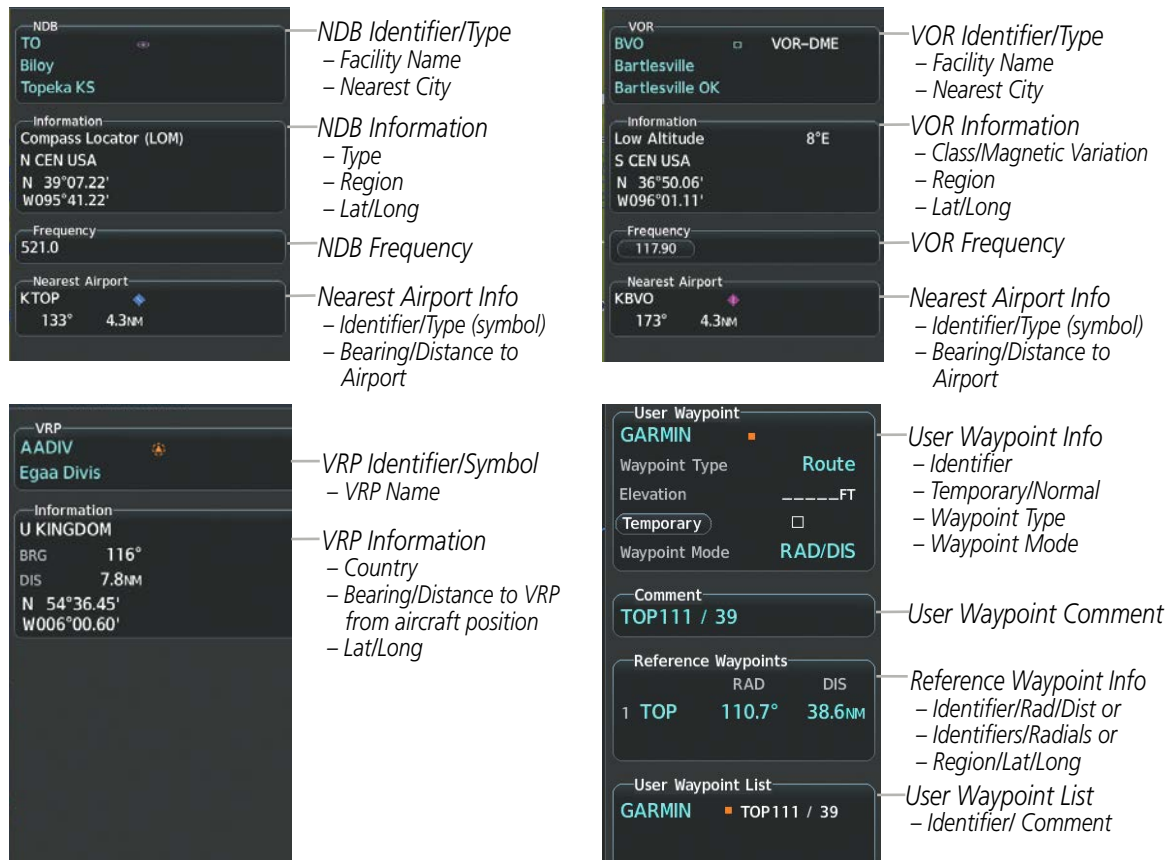 NDB
TO
Biloy
Topeka KS
Information
Compass Locator (LOM)
N CEN USA
N 39°07.22'
W095°41.22'
Frequency
521.0
Nearest Airport
KTOP
133° 4.3NM
NDB Identifier/Type
– Facility Name
– Nearest City
NDB Information
– Type
– Region
– Lat/Long
NDB Frequency
Nearest Airport Info
– Identifier/Type (symbol)
– Bearing/Distance to
Airport
VOR
BVO VOR-DME
Bartlesville
Bartlesville OK
Information
Low Altitude 8°E
S CEN USA
N 36°50.06'
W096°01.11'
Frequency
117.90
Nearest Airport
KBVO
173° 4.3NM
VOR Identifier/Type
– Facility Name
– Nearest City
VOR Information
– Class/Magnetic Variation
– Region
– Lat/Long
VOR Frequency
Nearest Airport Info
– Identifier/Type (symbol)
– Bearing/Distance to
Airport
VRP
AADIV
Egaa Divis
Information
U KINGDOM
BRG 116°
DIS 7.8NM
N 54°36.45'
W006°00.60'
VRP Identifier/Symbol
– VRP Name
VRP Information
– Country
– Bearing/Distance to VRP
from aircraft position
– Lat/Long
User Waypoint
GARMIN
Waypoint Type Route
Elevation _____FT
Temporary
Waypoint Mode RAD/DIS
Comment
TOP111 / 39
Reference Waypoints
RAD DIS
1 TOP 110.7° 38.6NM
User Waypoint List
GARMIN TOP111 / 39
User Waypoint Info
– Identifier
– Temporary/Normal
– Waypoint Type
– Waypoint Mode
User Waypoint Comment
Reference Waypoint Info
– Identifier/Rad/Dist or
– Identifiers/Radials or
– Region/Lat/Long
User Waypoint List
– Identifier/ Comment